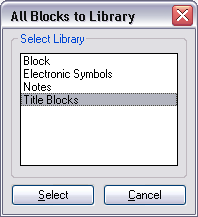 All Blocks to Library
Select Library
Block
Electronic Symbols
Notes
Title Blocks
Select
Cancel